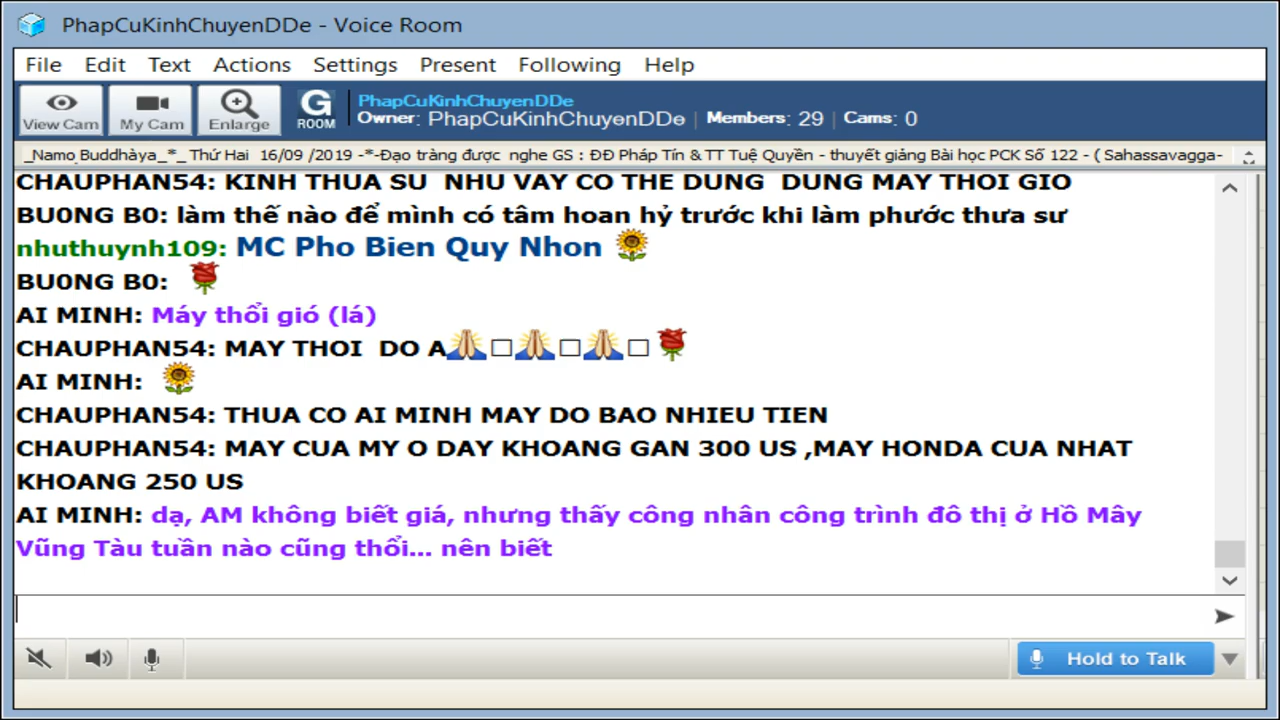 PhapCuKinhChuyenDDe - Voice Room
File Edit Text Actions Settings Present Following Help
View Cam My Cam Enlarge G ROOM PhapCuKinhChuyenDDe
Owner: PhapCuKinhChuyenDDe | Members: 29 | Cams: 0
_Namo Buddhàya_*_ Thứ Hai 16/09 /2019 -*-Đạo tràng được nghe GS : ĐĐ Pháp Tín & TT Tuệ Quyền - thuyết giảng Bài học PCK Số 122 - ( Sahassavagga-
CHAUPHAN54: KINH THUA SU NHU VAY CO THE DUNG DUNG MAY THOI GIO
BU0NG B0: làm thế nào để mình có tâm hoan hỷ trước khi làm phước thưa sư
nhuthuynh109: MC Pho Bien Quy Nhon
BU0NG B0:
AI MINH: Máy thổi gió (lá)
CHAUPHAN54: MAY THOI DO A
AI MINH:
CHAUPHAN54: THUA CO AI MINH MAY DO BAO NHIEU TIEN
CHAUPHAN54: MAY CUA MY O DAY KHOANG GAN 300 US ,MAY HONDA CUA NHAT
KHOANG 250 US
AI MINH: dạ, AM không biết giá, nhưng thấy công nhân công trình đô thị ở Hồ Mây
Vũng Tàu tuần nào cũng thổi... nên biết
Hold to Talk